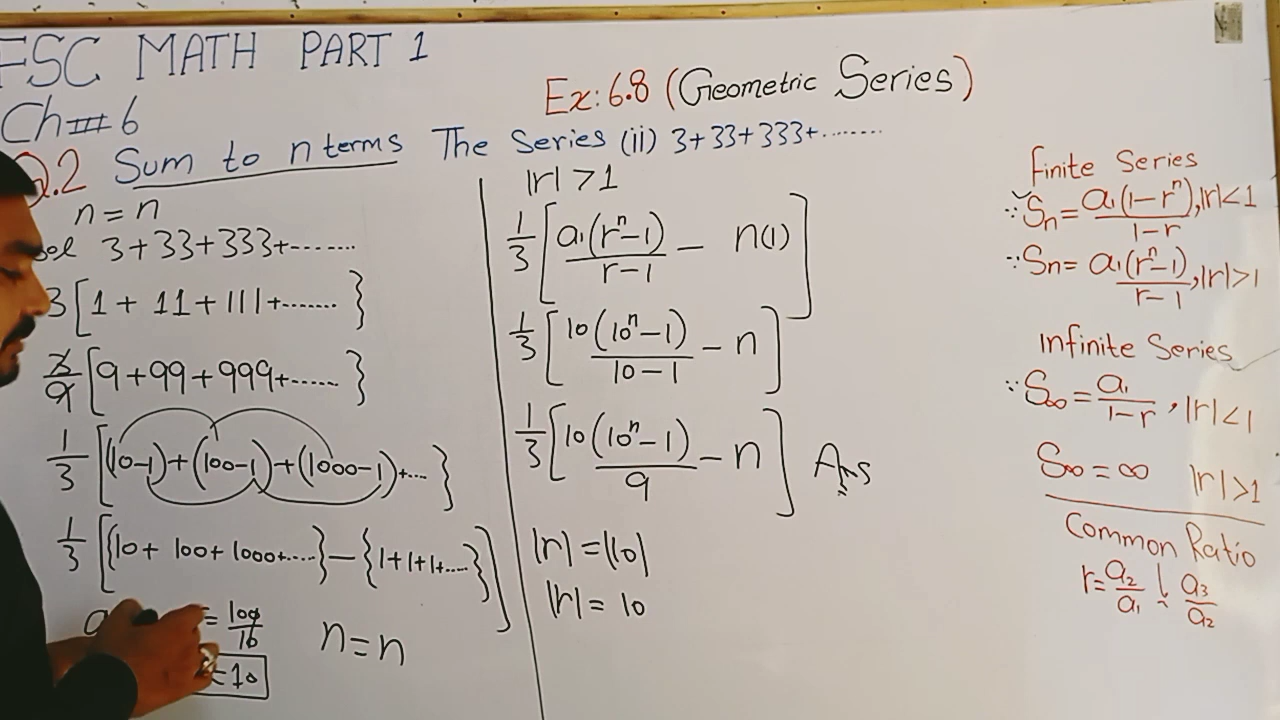 FSC MATH PART 1
Ch # 6
Ex: 6.8 (Geometric Series)
Q.2 Sum to n terms The Series (ii) 3+33+333+........
n = n
Sol 3+33+333+.......
3[1 + 11 + 111+.......}
3/9[9+99+999+......}
1/3[(10-1)+(100-1)+(1000-1)+....}
1/3[{10+100+1000+....}-{1+1+1+....}]
= 100/10
n = n
= 10
|r| > 1
1/3[a₁(rⁿ-1)/(r-1) - n(1)]
1/3[10(10ⁿ-1)/(10-1) - n]
1/3[10(10ⁿ-1)/9 - n] Ans
|r| = |10|
|r| = 10
Finite Series
∵ Sn = a₁(1-rⁿ)/(1-r), |r|<1
∵ Sn = a₁(rⁿ-1)/(r-1), |r|>1
Infinite Series
∵ S∞ = a₁/(1-r), |r|<1
S∞ = ∞ |r|>1
Common Ratio
r = a₂/a₁ a₃/a₂